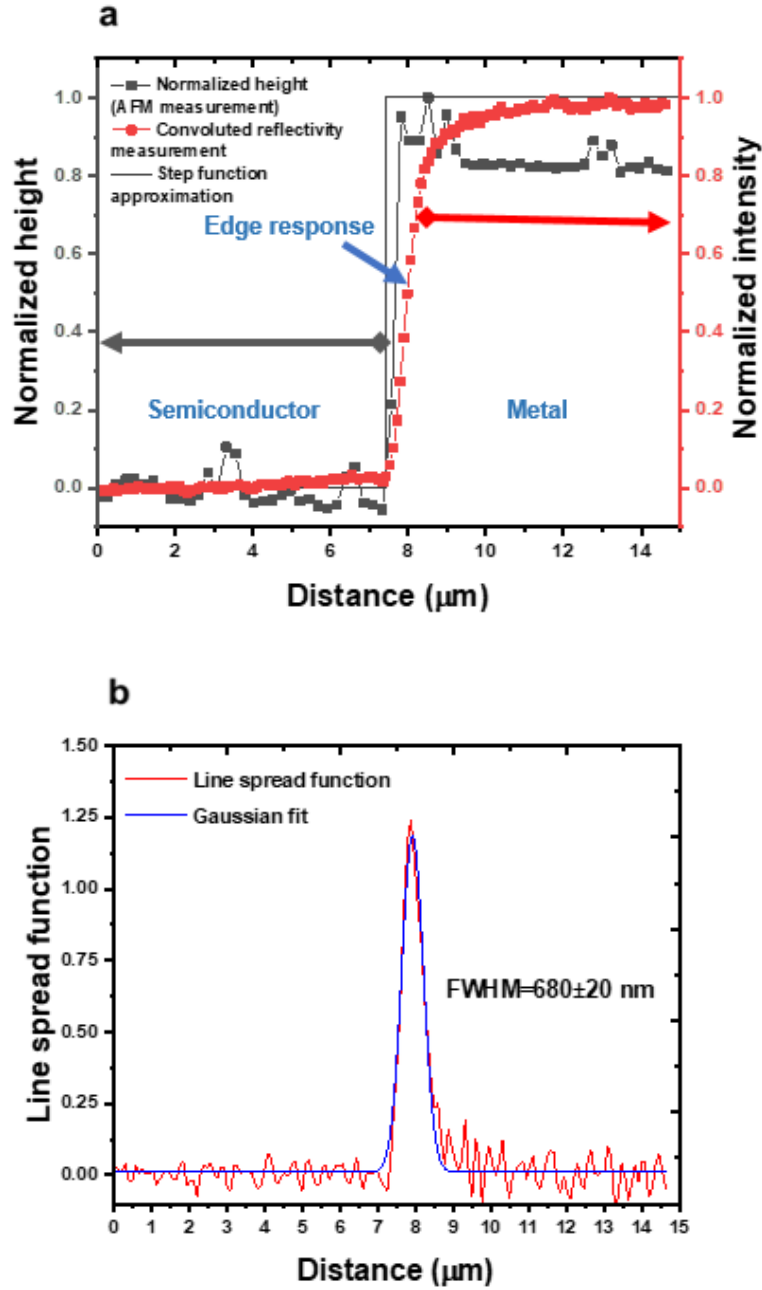 a
Normalized height
(AFM measurement)
Convoluted reflectivity
measurement
Step function
approximation
Edge response
Semiconductor
Metal
Normalized height
1.0
0.8
0.6
0.4
0.2
0.0
Normalized intensity
1.0
0.8
0.6
0.4
0.2
0.0
0 2 4 6 8 10 12 14
Distance (μm)
b
Line spread function
Gaussian fit
FWHM=680±20 nm
Line spread function
1.50
1.25
1.00
0.75
0.50
0.25
0.00
0 1 2 3 4 5 6 7 8 9 10 11 12 13 14 15
Distance (μm)